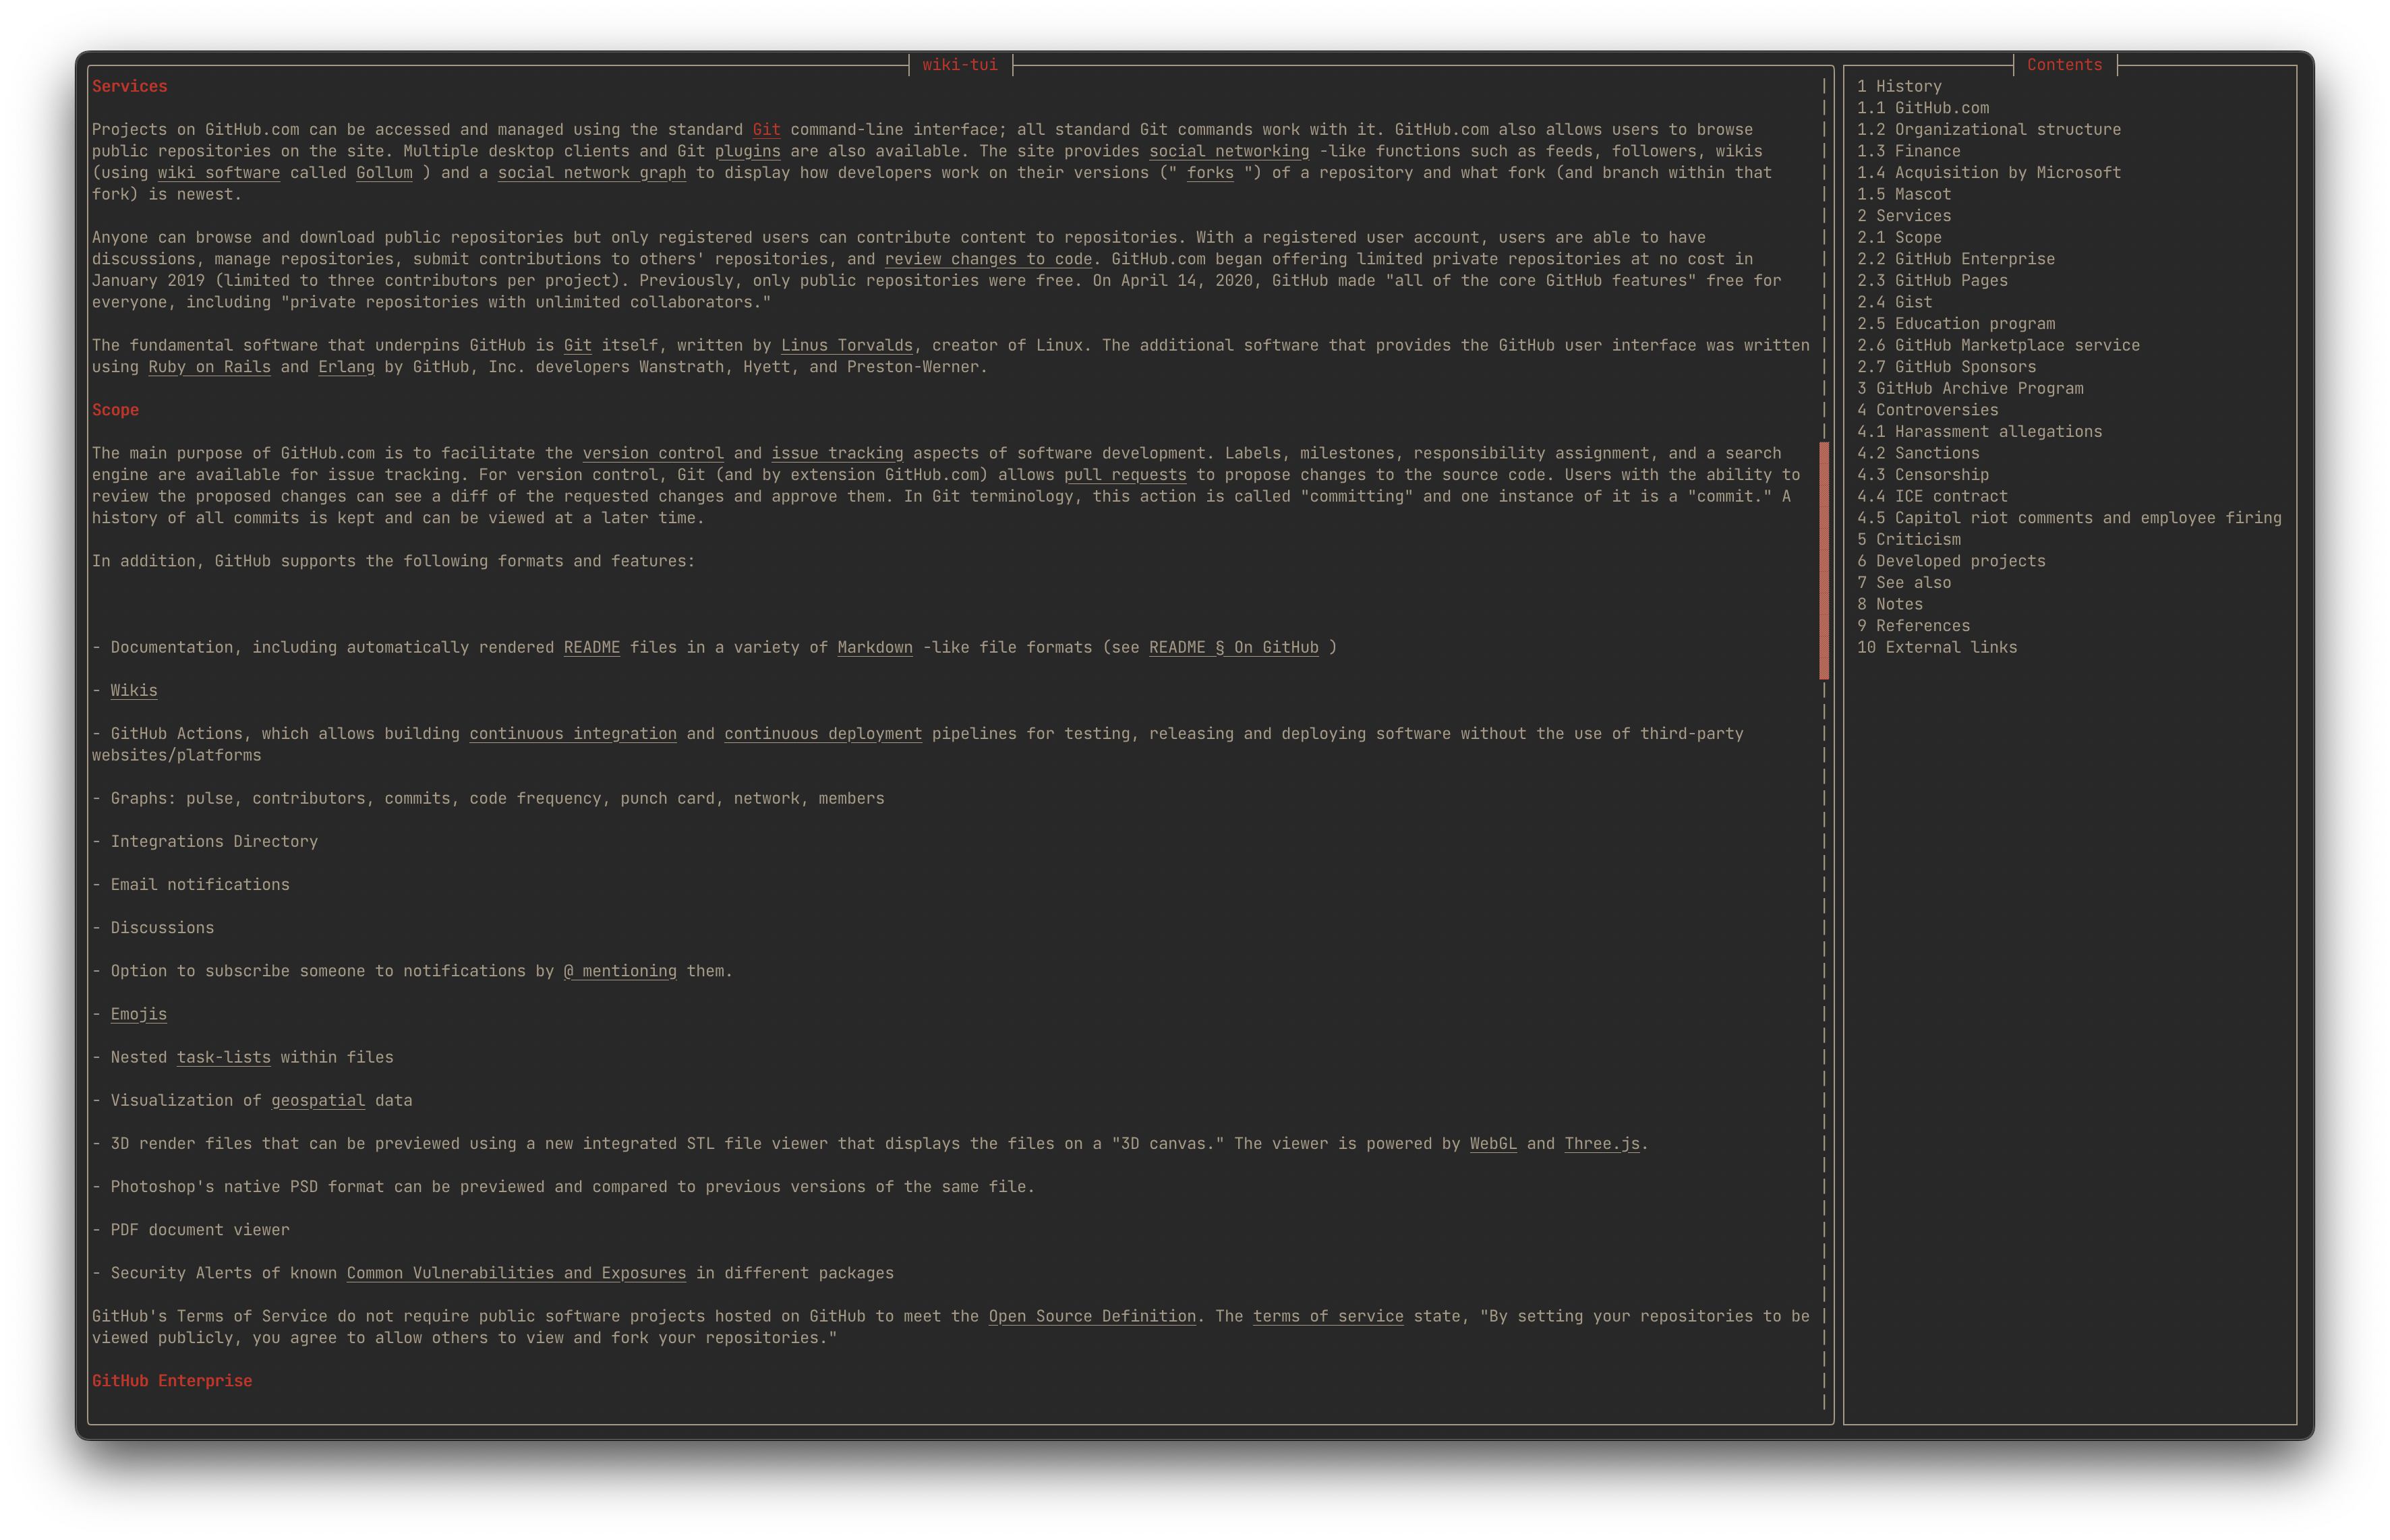 wiki-tui
Services
Projects on GitHub.com can be accessed and managed using the standard Git command-line interface; all standard Git commands work with it. GitHub.com also allows users to browse
public repositories on the site. Multiple desktop clients and Git plugins are also available. The site provides social networking -like functions such as feeds, followers, wikis
(using wiki software called Gollum ) and a social network graph to display how developers work on their versions (" forks ") of a repository and what fork (and branch within that
fork) is newest.
Anyone can browse and download public repositories but only registered users can contribute content to repositories. With a registered user account, users are able to have
discussions, manage repositories, submit contributions to others' repositories, and review changes to code. GitHub.com began offering limited private repositories at no cost in
January 2019 (limited to three contributors per project). Previously, only public repositories were free. On April 14, 2020, GitHub made "all of the core GitHub features" free for
everyone, including "private repositories with unlimited collaborators."
The fundamental software that underpins GitHub is Git itself, written by Linus Torvalds, creator of Linux. The additional software that provides the GitHub user interface was written
using Ruby on Rails and Erlang by GitHub, Inc. developers Wanstrath, Hyett, and Preston-Werner.
Scope
The main purpose of GitHub.com is to facilitate the version control and issue tracking aspects of software development. Labels, milestones, responsibility assignment, and a search
engine are available for issue tracking. For version control, Git (and by extension GitHub.com) allows pull requests to propose changes to the source code. Users with the ability to
review the proposed changes can see a diff of the requested changes and approve them. In Git terminology, this action is called "committing" and one instance of it is a "commit." A
history of all commits is kept and can be viewed at a later time.
In addition, GitHub supports the following formats and features:
- Documentation, including automatically rendered README files in a variety of Markdown -like file formats (see README § On GitHub )
- Wikis
- GitHub Actions, which allows building continuous integration and continuous deployment pipelines for testing, releasing and deploying software without the use of third-party
websites/platforms
- Graphs: pulse, contributors, commits, code frequency, punch card, network, members
- Integrations Directory
- Email notifications
- Discussions
- Option to subscribe someone to notifications by @ mentioning them.
- Emojis
- Nested task-lists within files
- Visualization of geospatial data
- 3D render files that can be previewed using a new integrated STL file viewer that displays the files on a "3D canvas." The viewer is powered by WebGL and Three.js.
- Photoshop's native PSD format can be previewed and compared to previous versions of the same file.
- PDF document viewer
- Security Alerts of known Common Vulnerabilities and Exposures in different packages
GitHub's Terms of Service do not require public software projects hosted on GitHub to meet the Open Source Definition. The terms of service state, "By setting your repositories to be
viewed publicly, you agree to allow others to view and fork your repositories."
GitHub Enterprise
Contents
1 History
1.1 GitHub.com
1.2 Organizational structure
1.3 Finance
1.4 Acquisition by Microsoft
1.5 Mascot
2 Services
2.1 Scope
2.2 GitHub Enterprise
2.3 GitHub Pages
2.4 Gist
2.5 Education program
2.6 GitHub Marketplace service
2.7 GitHub Sponsors
3 GitHub Archive Program
4 Controversies
4.1 Harassment allegations
4.2 Sanctions
4.3 Censorship
4.4 ICE contract
4.5 Capitol riot comments and employee firing
5 Criticism
6 Developed projects
7 See also
8 Notes
9 References
10 External links